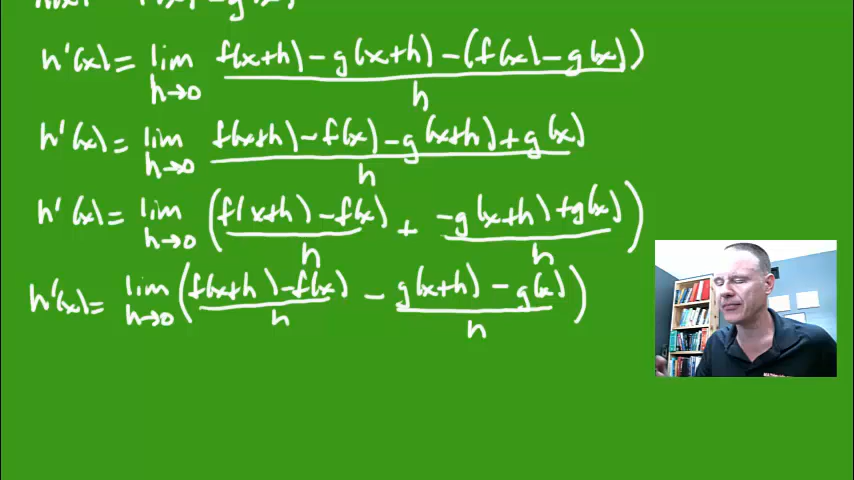 h'(x) = lim h→0 f(x+h) - g(x+h) - (f(x) - g(x)) / h
h'(x) = lim h→0 f(x+h) - f(x) - g(x+h) + g(x) / h
h'(x) = lim h→0 (f(x+h) - f(x) / h + -g(x+h) + g(x) / h)
h'(x) = lim h→0 (f(x+h) - f(x) / h - g(x+h) - g(x) / h)